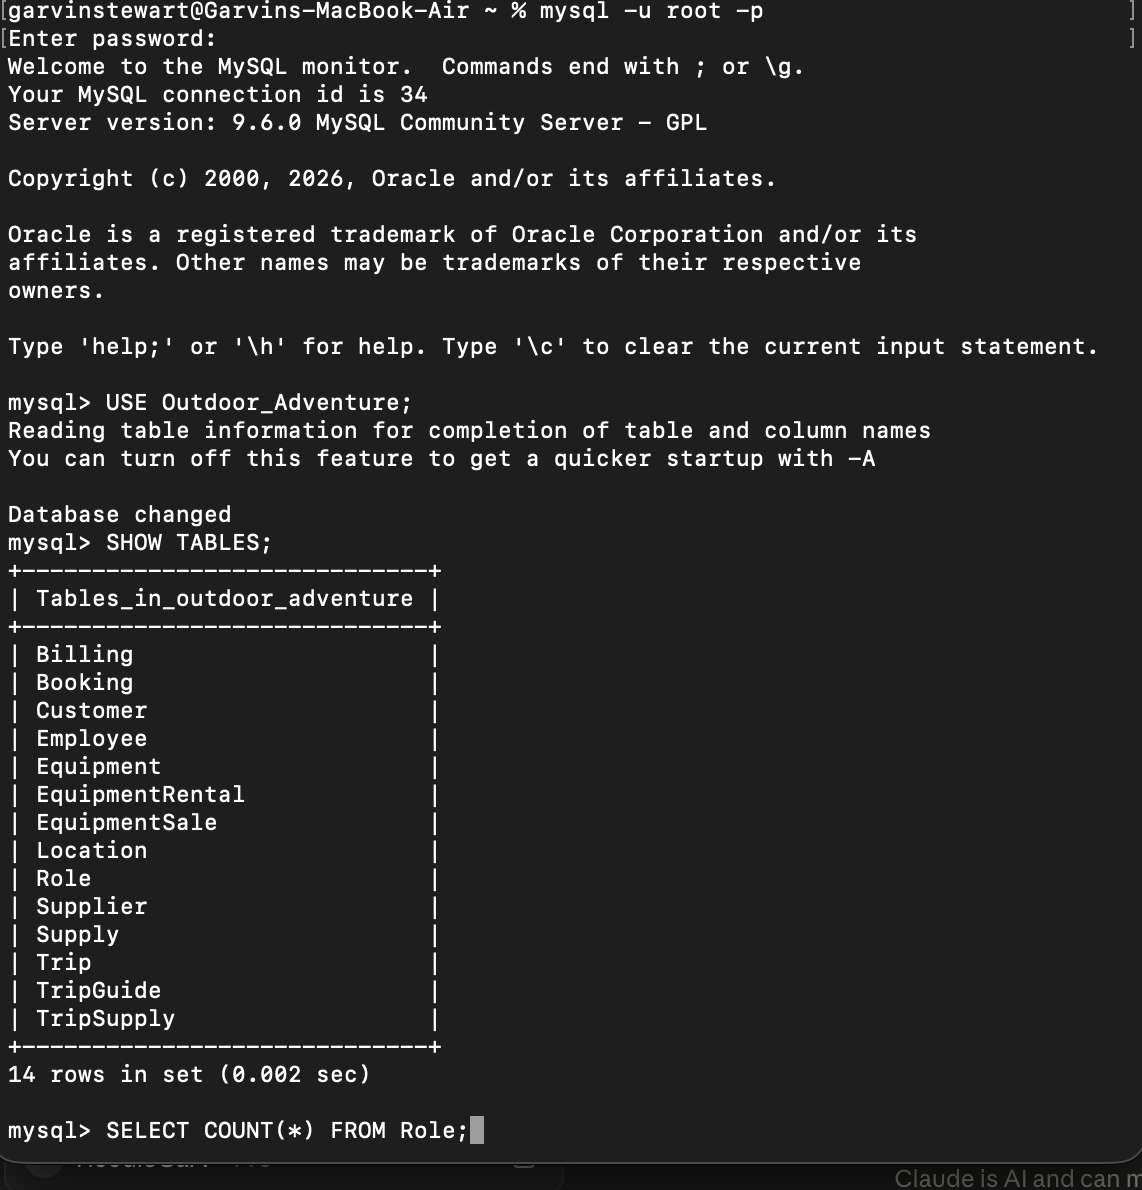 [garvinstewart@Garvins-MacBook-Air ~ % mysql -u root -p ]
[Enter password: ]
Welcome to the MySQL monitor.  Commands end with ; or \g.
Your MySQL connection id is 34
Server version: 9.6.0 MySQL Community Server - GPL

Copyright (c) 2000, 2026, Oracle and/or its affiliates.

Oracle is a registered trademark of Oracle Corporation and/or its
affiliates. Other names may be trademarks of their respective
owners.

Type 'help;' or '\h' for help. Type '\c' to clear the current input statement.

mysql> USE Outdoor_Adventure;
Reading table information for completion of table and column names
You can turn off this feature to get a quicker startup with -A

Database changed
mysql> SHOW TABLES;
+-----------------------------+
| Tables_in_outdoor_adventure |
+-----------------------------+
| Billing                     |
| Booking                     |
| Customer                    |
| Employee                    |
| Equipment                   |
| EquipmentRental             |
| EquipmentSale               |
| Location                    |
| Role                        |
| Supplier                    |
| Supply                      |
| Trip                        |
| TripGuide                   |
| TripSupply                  |
+-----------------------------+
14 rows in set (0.002 sec)

mysql> SELECT COUNT(*) FROM Role;
Claude is AI and can